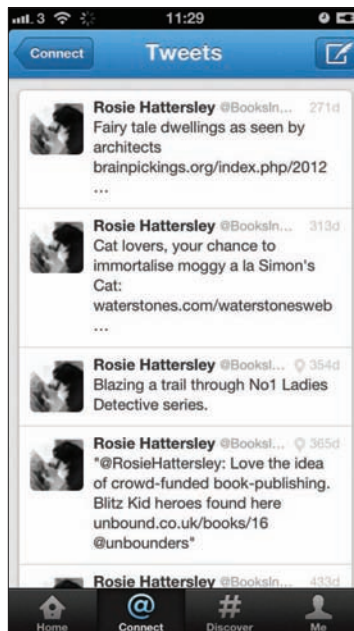 3
11:29
Connect
Tweets
Rosie Hattersley @BooksIn... 271d
Fairy tale dwellings as seen by
architects
brainpickings.org/index.php/2012
...
Rosie Hattersley @BooksIn... 313d
Cat lovers, your chance to
immortalise moggy a la Simon's
Cat:
waterstones.com/waterstonesweb
...
Rosie Hattersley @BooksI... 354d
Blazing a trail through No1 Ladies
Detective series.
Rosie Hattersley @BooksI... 365d
"@RosieHattersley: Love the idea
of crowd-funded book-publishing.
Blitz Kid heroes found here
unbound.co.uk/books/16
@unbounders"
Rosie Hattersley @BooksIn... 433d
Home
@
Connect
#
Discover
Me